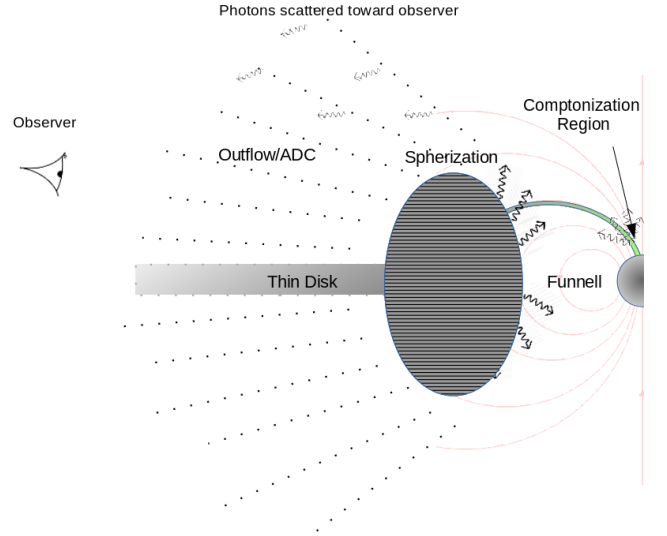 Photons scattered toward observer
Comptonization
Region
Observer
Outflow/ADC
Spherization
Thin Disk
Funnell